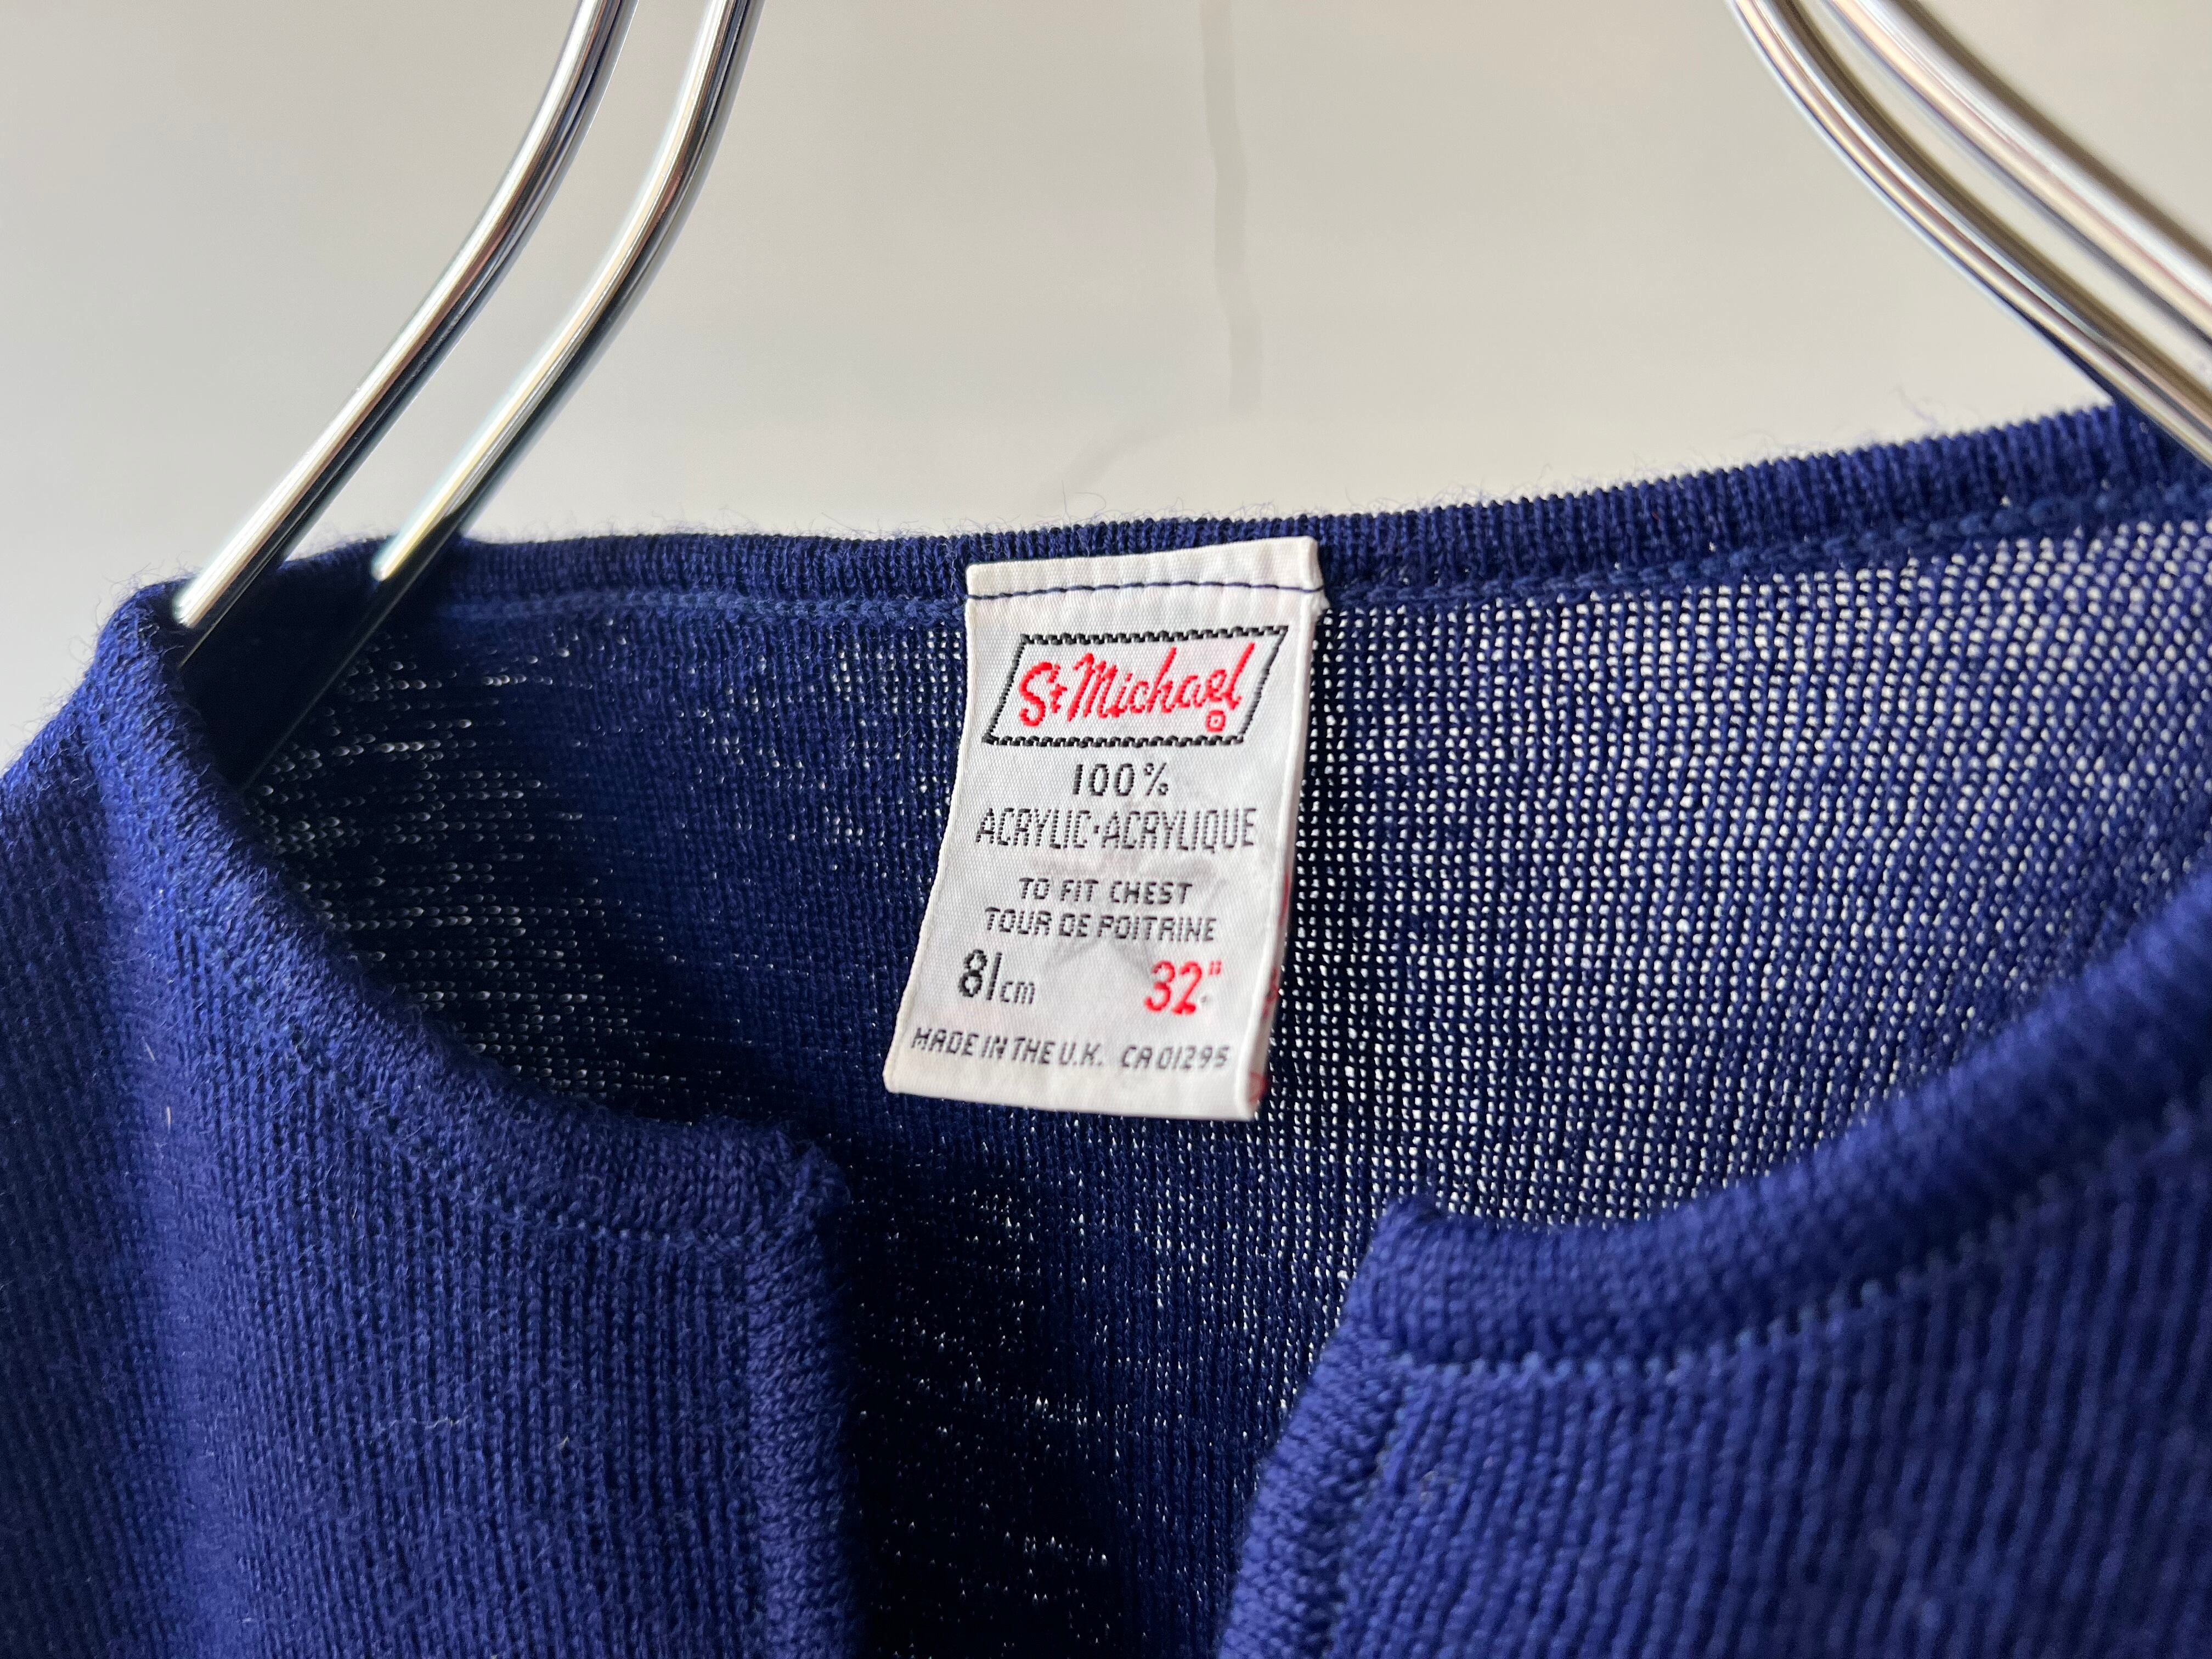 St Michael
100%
ACRYLIC·ACRYLIQUE
TO FIT CHEST
TOUR DE POITRINE
81cm 32"
MADE IN THE U.K. CA01295